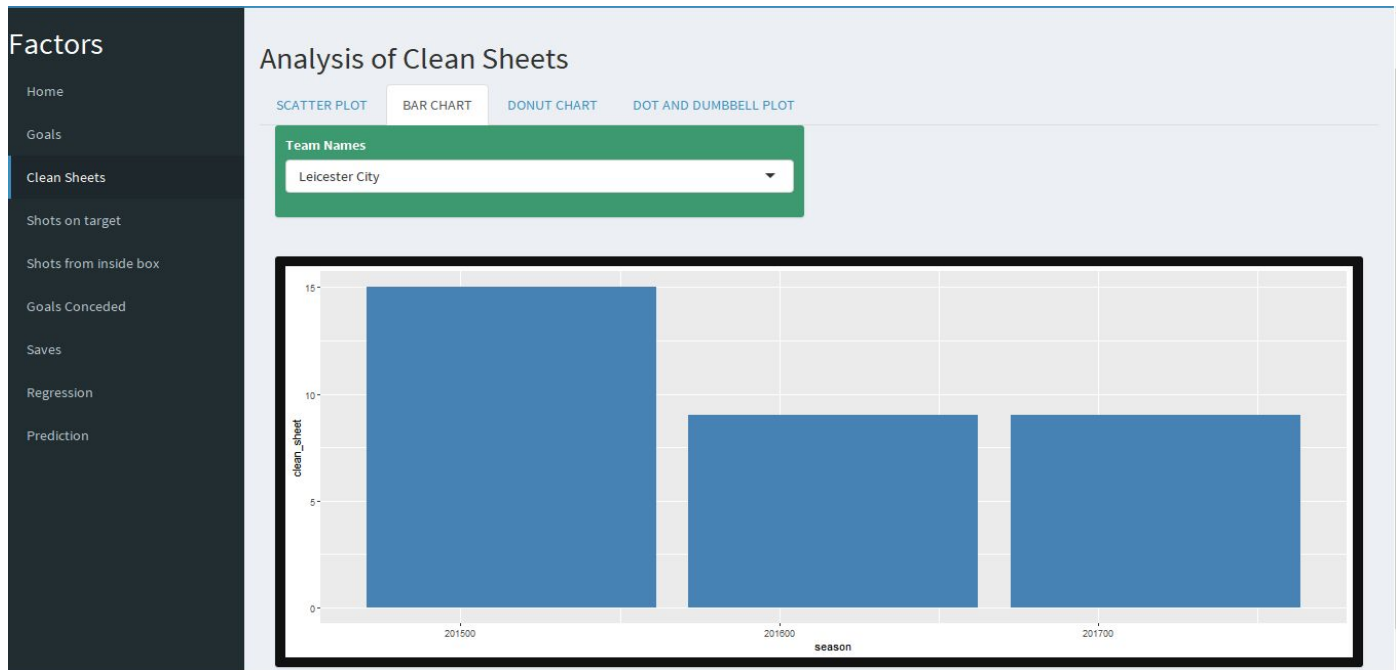 Factors
Home
Goals
Clean Sheets
Shots on target
Shots from inside box
Goals Conceded
Saves
Regression
Prediction
Analysis of Clean Sheets
SCATTER PLOT BAR CHART DONUT CHART DOT AND DUMBBELL PLOT
Team Names
Leicester City
15
10
5
0
clean_sheet
201500 201600 201700
season